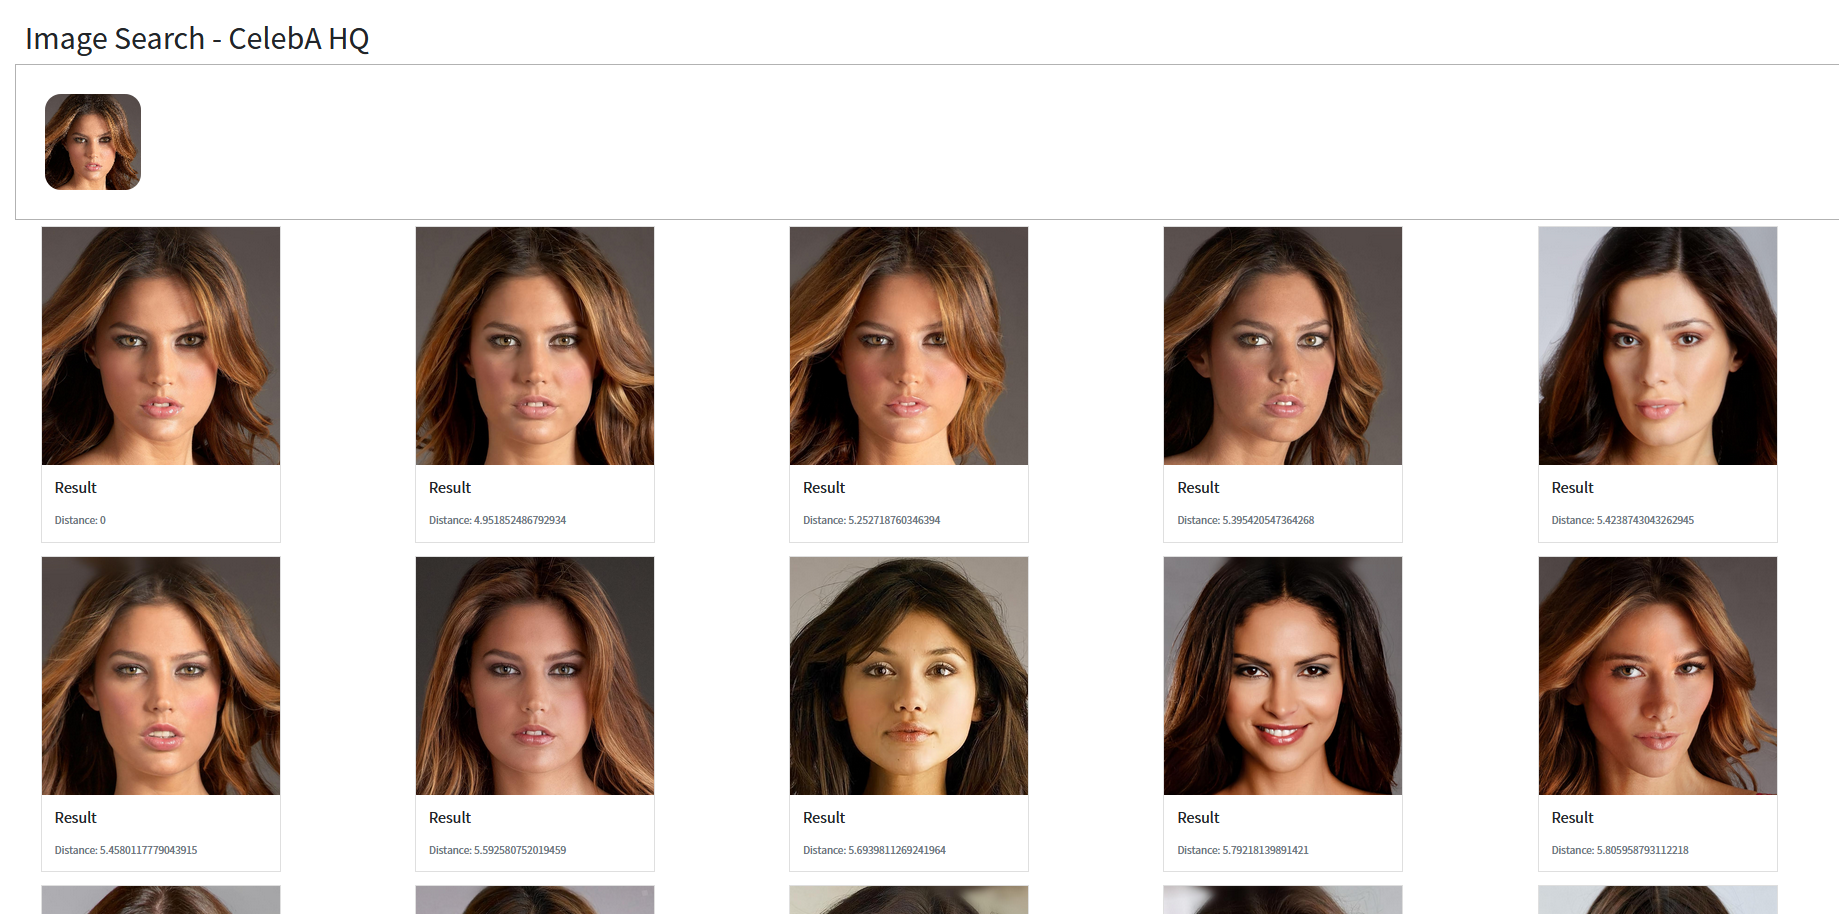 Image Search - CelebA HQ
Result
Distance: 0
Result
Distance: 4.951852486792934
Result
Distance: 5.252718760346394
Result
Distance: 5.395420547364268
Result
Distance: 5.4238743043262945
Result
Distance: 5.4580117779043915
Result
Distance: 5.592580752019459
Result
Distance: 5.6939811269241964
Result
Distance: 5.79218139891421
Result
Distance: 5.805958793112218